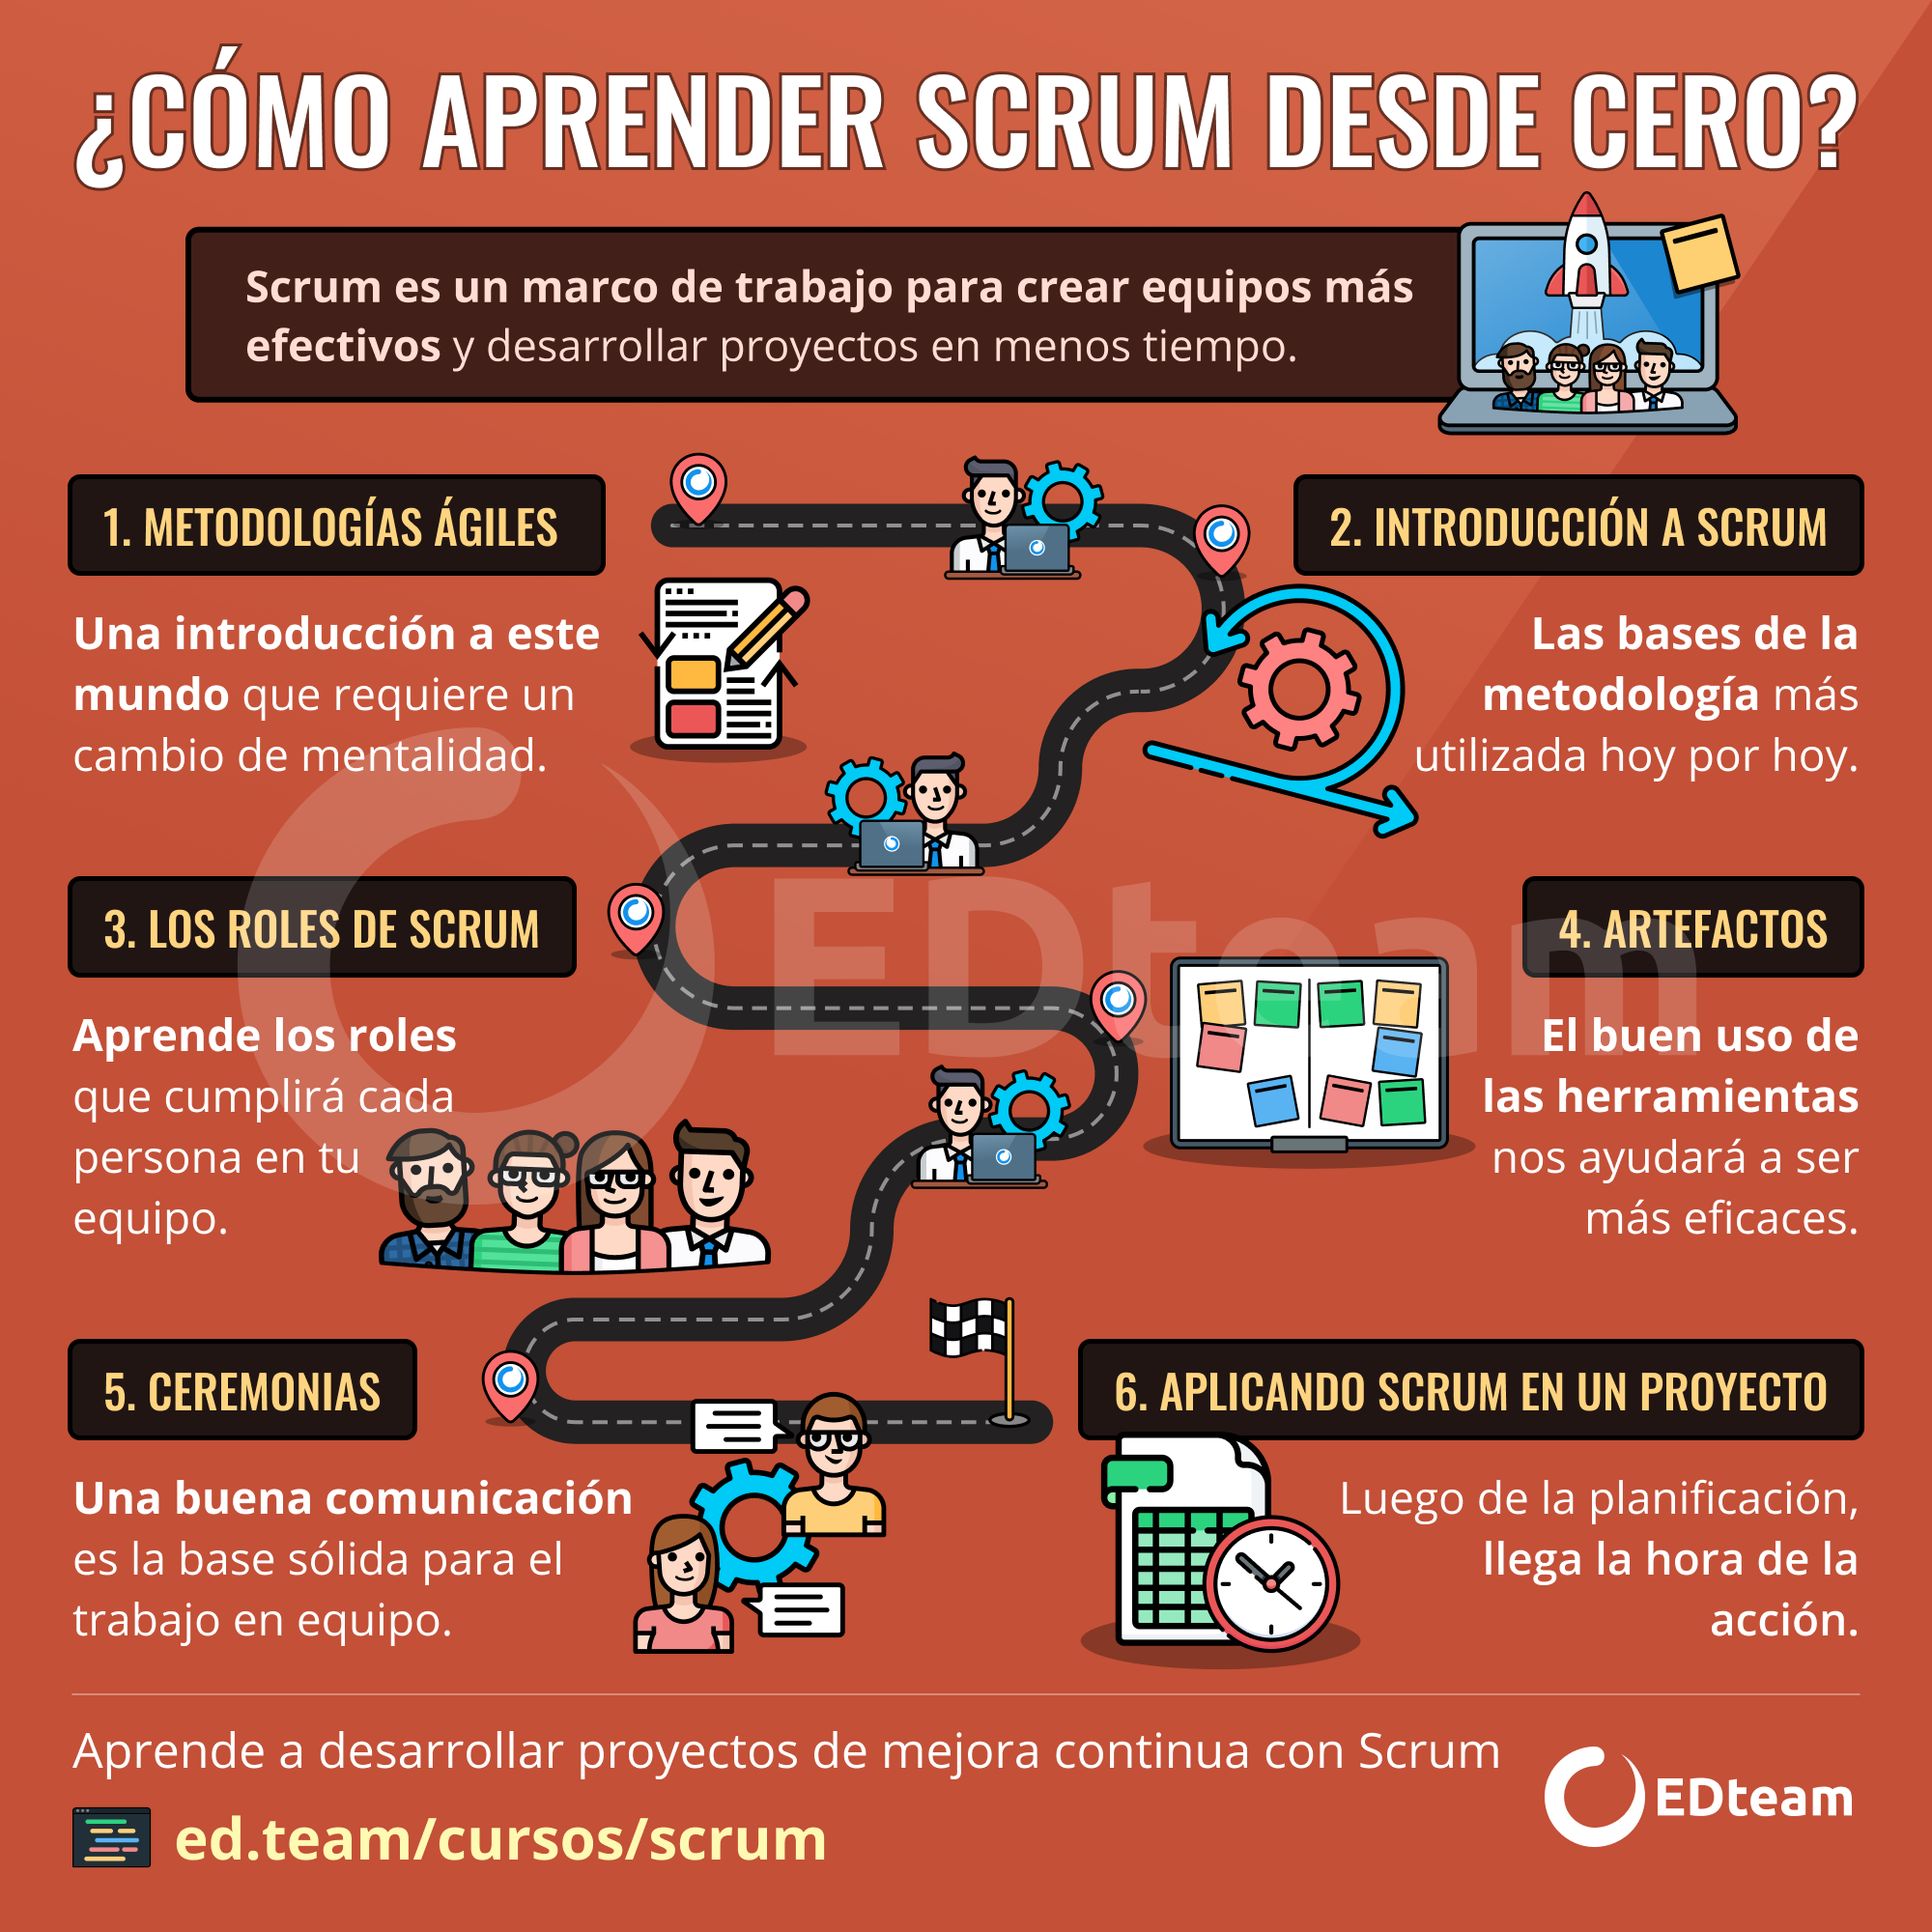 ¿CÓMO APRENDER SCRUM DESDE CERO?
Scrum es un marco de trabajo para crear equipos más
efectivos y desarrollar proyectos en menos tiempo.
1. METODOLOGÍAS ÁGILES
Una introducción a este
mundo que requiere un
cambio de mentalidad.
2. INTRODUCCIÓN A SCRUM
Las bases de la
metodología más
utilizada hoy por hoy.
3. LOS ROLES DE SCRUM
Aprende los roles
que cumplirá cada
persona en tu
equipo.
4. ARTEFACTOS
El buen uso de
las herramientas
nos ayudará a ser
más eficaces.
EDteam
5. CEREMONIAS
Una buena comunicación
es la base sólida para el
trabajo en equipo.
6. APLICANDO SCRUM EN UN PROYECTO
Luego de la planificación,
llega la hora de la
acción.
Aprende a desarrollar proyectos de mejora continua con Scrum
ed.team/cursos/scrum
EDteam